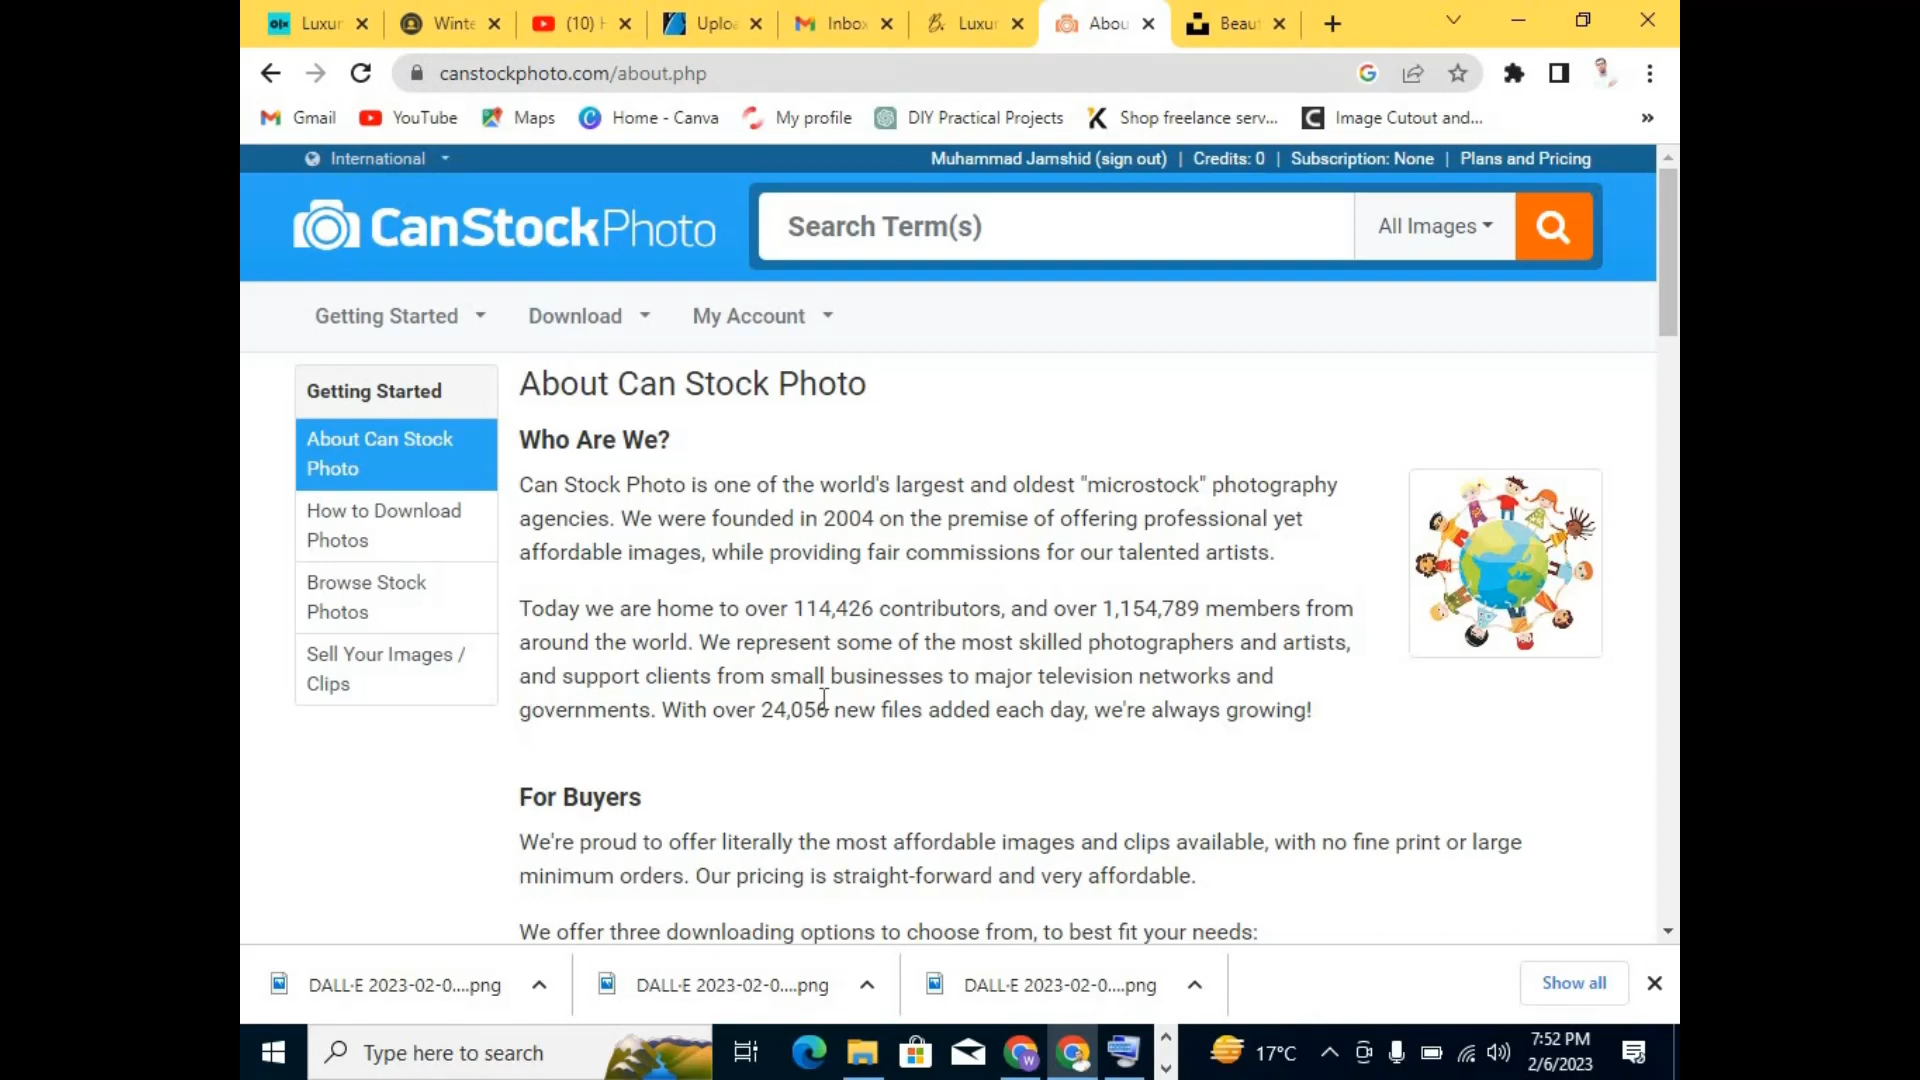 Luxur
Winte
(10) H
Uplo
Inbox
Luxur
Abou
Beau
canstockphoto.com/about.php
Gmail
YouTube
Maps
Home - Canva
My profile
DIY Practical Projects
Shop freelance serv...
Image Cutout and...
International
Muhammad Jamshid (sign out) | Credits: 0 | Subscription: None | Plans and Pricing
CanStockPhoto
Search Term(s)
All Images
Getting Started
Download
My Account
Getting Started
About Can Stock
Photo
How to Download
Photos
Browse Stock
Photos
Sell Your Images /
Clips
About Can Stock Photo
Who Are We?
Can Stock Photo is one of the world's largest and oldest "microstock" photography
agencies. We were founded in 2004 on the premise of offering professional yet
affordable images, while providing fair commissions for our talented artists.
Today we are home to over 114,426 contributors, and over 1,154,789 members from
around the world. We represent some of the most skilled photographers and artists,
and support clients from small businesses to major television networks and
governments. With over 24,056 new files added each day, we're always growing!
For Buyers
We're proud to offer literally the most affordable images and clips available, with no fine print or large
minimum orders. Our pricing is straight-forward and very affordable.
We offer three downloading options to choose from, to best fit your needs:
DALL·E 2023-02-0....png
DALL·E 2023-02-0....png
DALL·E 2023-02-0....png
Show all
Type here to search
17°C
7:52 PM
2/6/2023